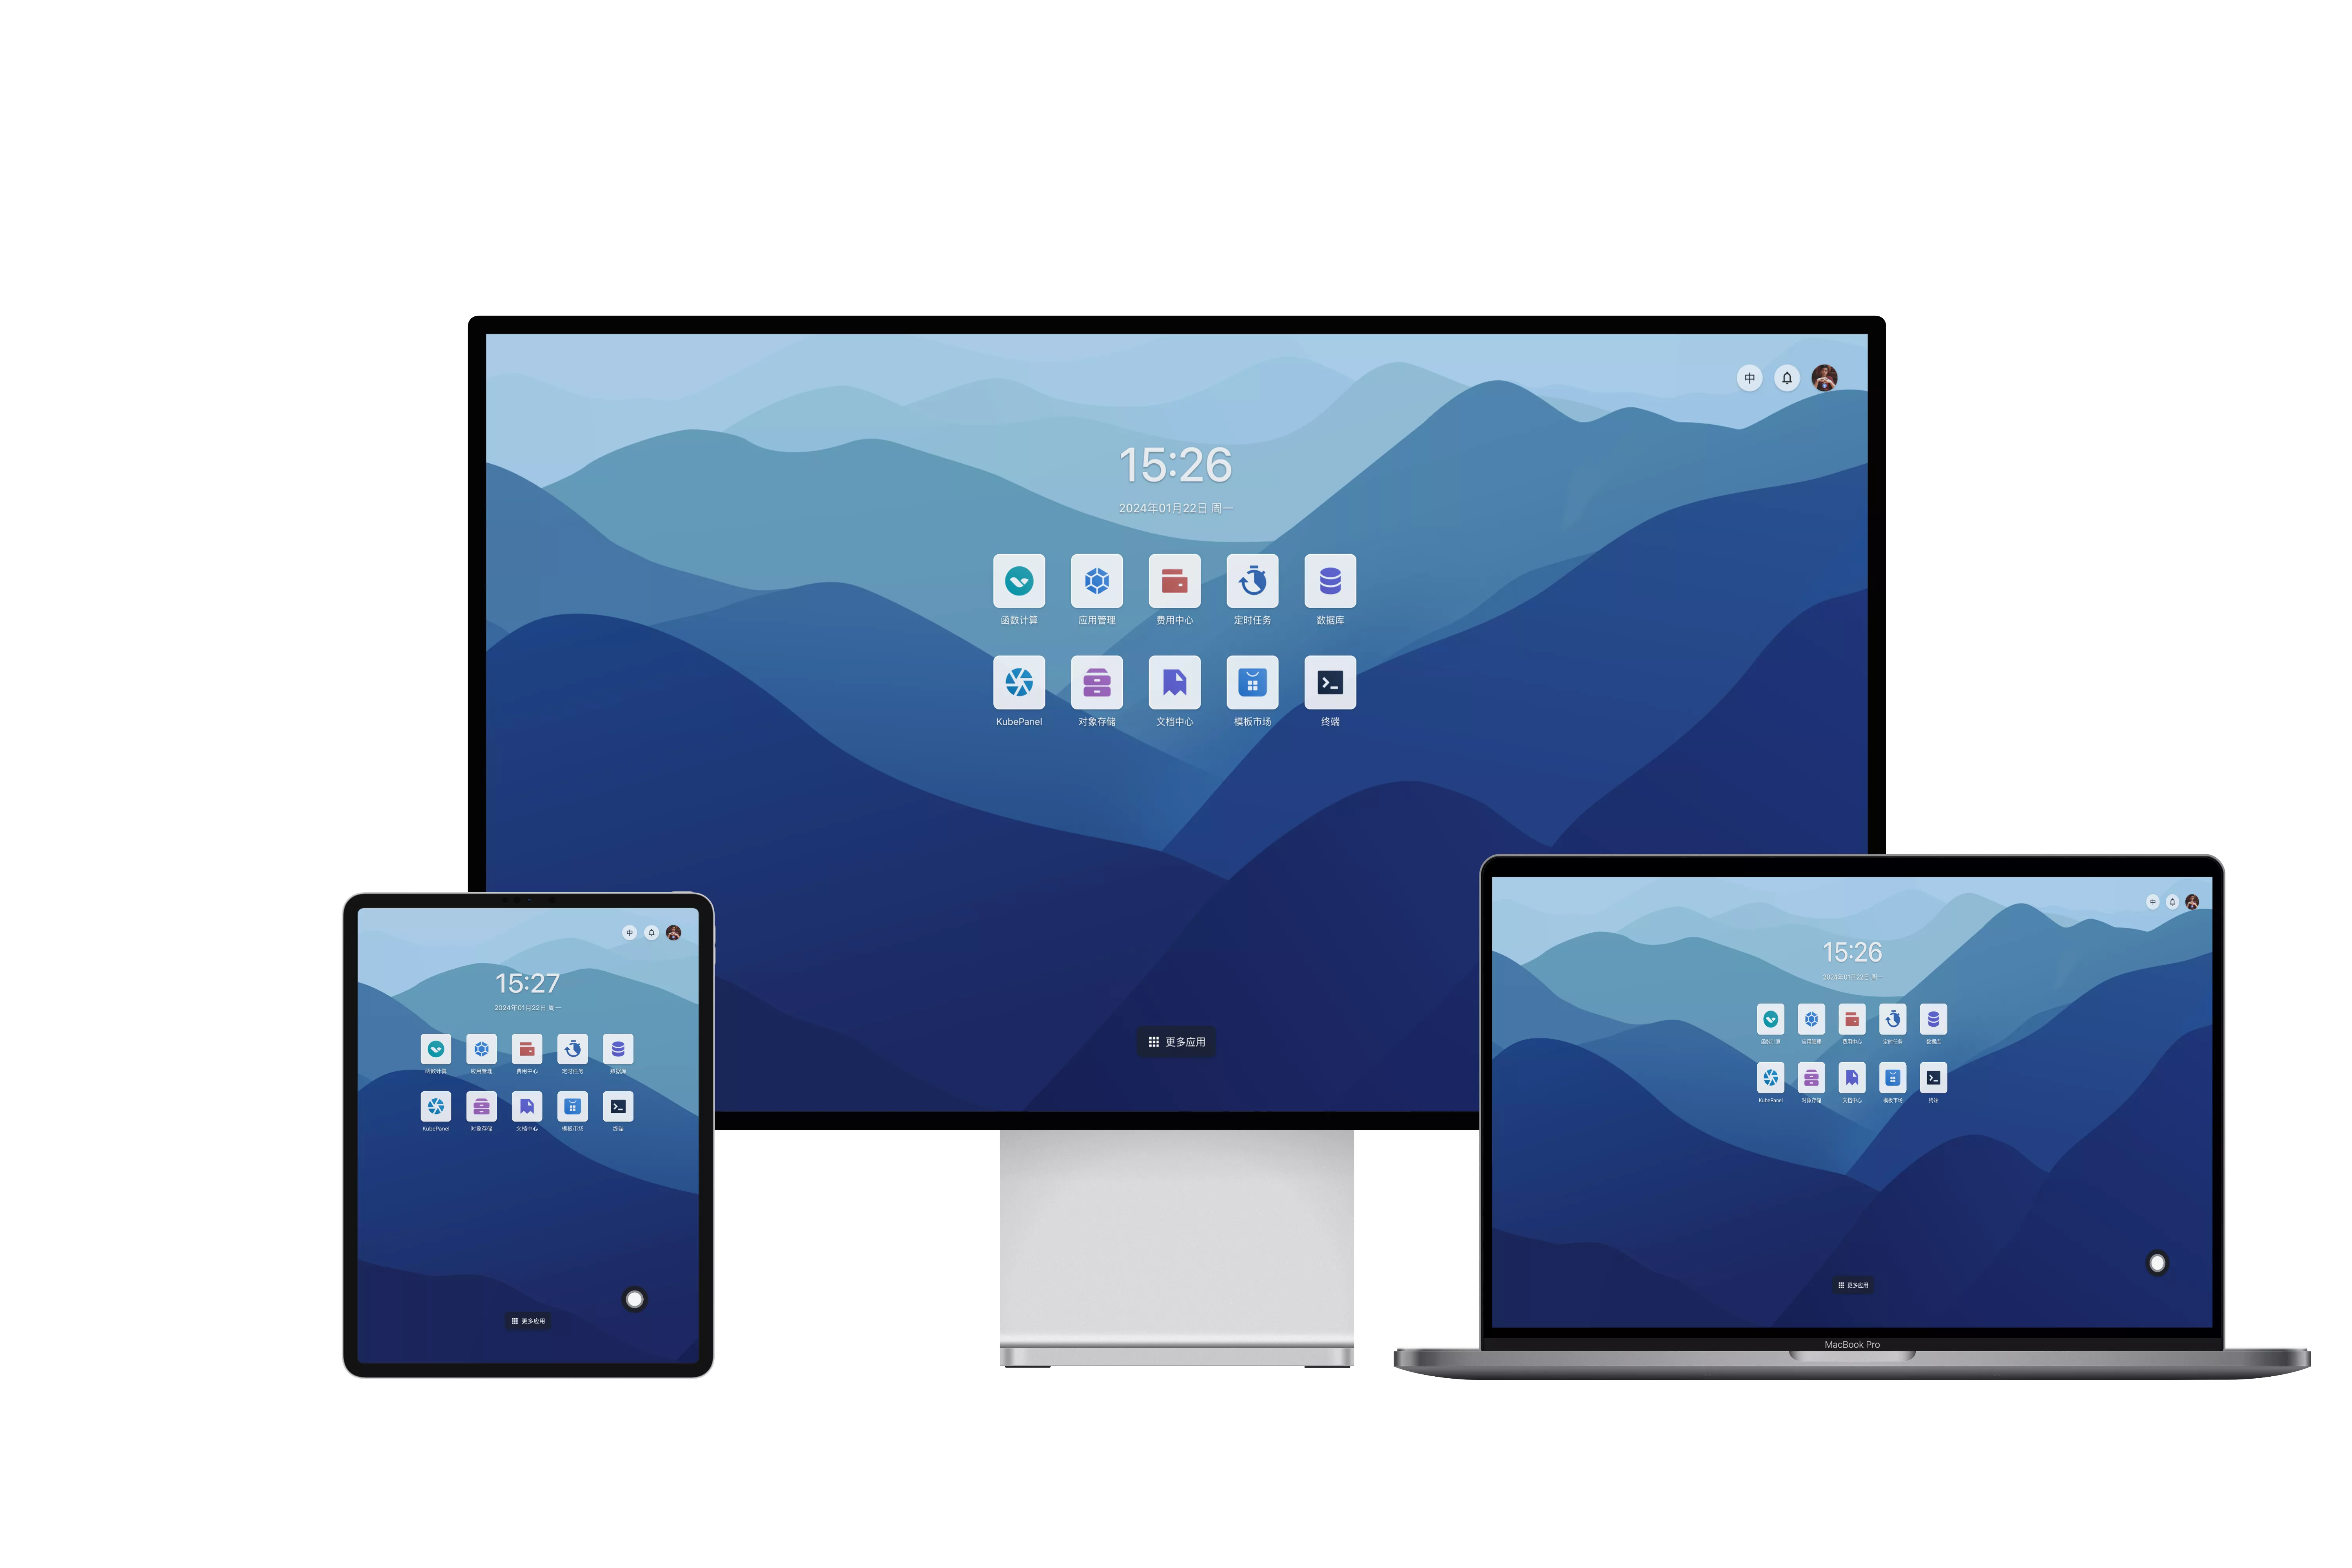 中
15:26
2024年01月22日 周一
函数计算 应用管理 费用中心 定时任务 数据库
KubePanel 对象存储 文档中心 模板市场 终端
更多应用
中
15:27
2024年01月22日 周一
函数计算 应用管理 费用中心 定时任务 数据库
KubePanel 对象存储 文档中心 模板市场 终端
更多应用
中
15:26
2024年01月22日 周一
函数计算 应用管理 费用中心 定时任务 数据库
KubePanel 对象存储 文档中心 模板市场 终端
更多应用
MacBook Pro